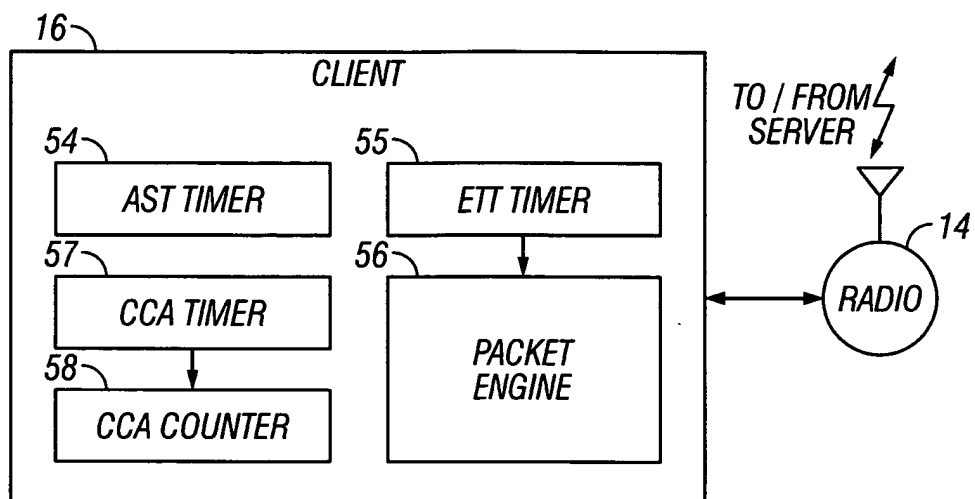 16
CLIENT
54
AST TIMER
55
ETT TIMER
57
CCA TIMER
56
PACKET
ENGINE
58
CCA COUNTER
TO / FROM
SERVER
14
RADIO